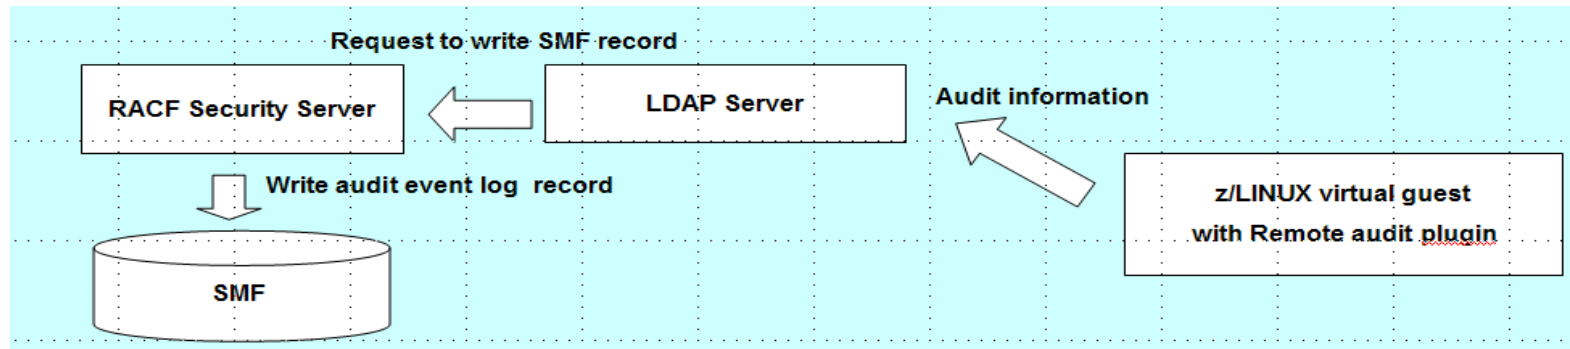 Request to write SMF record
RACF Security Server
LDAP Server
Audit information
Write audit event log record
z/LINUX virtual guest
with Remote audit plugin
SMF